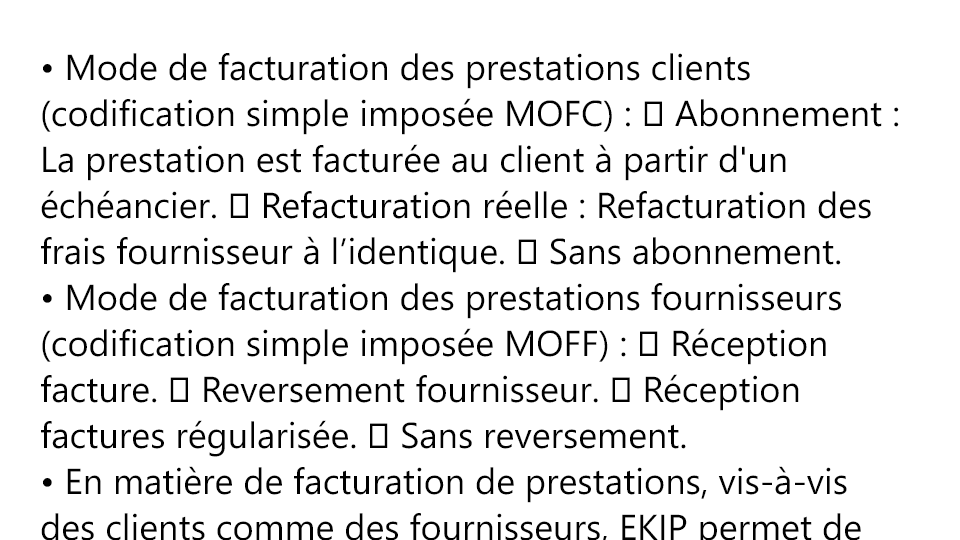 • Mode de facturation des prestations clients
(codification simple imposée MOFC) : □ Abonnement :
La prestation est facturée au client à partir d'un
échéancier. □ Refacturation réelle : Refacturation des
frais fournisseur à l’identique. □ Sans abonnement.
• Mode de facturation des prestations fournisseurs
(codification simple imposée MOFF) : □ Réception
facture. □ Reversement fournisseur. □ Réception
factures régularisée. □ Sans reversement.
• En matière de facturation de prestations, vis-à-vis
des clients comme des fournisseurs, EKIP permet de